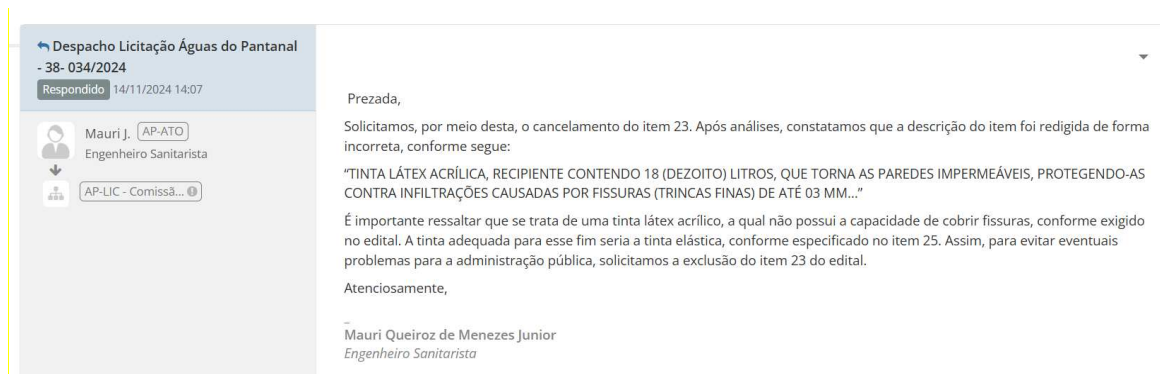 Despacho Licitação Águas do Pantanal
- 38- 034/2024
Respondido 14/11/2024 14:07
Mauri J. AP-ATO
Engenheiro Sanitarista
AP-LIC - Comissã...
Prezada,
Solicitamos, por meio desta, o cancelamento do item 23. Após análises, constatamos que a descrição do item foi redigida de forma
incorreta, conforme segue:
“TINTA LÁTEX ACRÍLICA, RECIPIENTE CONTENDO 18 (DEZOITO) LITROS, QUE TORNA AS PAREDES IMPERMEÁVEIS, PROTEGENDO-AS
CONTRA INFILTRAÇÕES CAUSADAS POR FISSURAS (TRINCAS FINAS) DE ATÉ 03 MM...”
É importante ressaltar que se trata de uma tinta látex acrílico, a qual não possui a capacidade de cobrir fissuras, conforme exigido
no edital. A tinta adequada para esse fim seria a tinta elástica, conforme especificado no item 25. Assim, para evitar eventuais
problemas para a administração pública, solicitamos a exclusão do item 23 do edital.
Atenciosamente,
_
Mauri Queiroz de Menezes Junior
Engenheiro Sanitarista